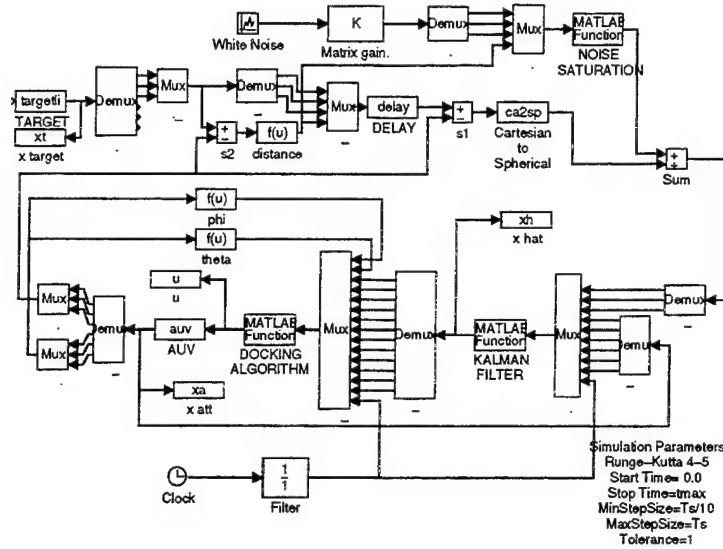 K
Demux
Mux
MATLAB
Function
White Noise
Matrix gain.
NOISE
SATURATION
targetli
TARGET
xt
x target
Demux
Mux
Demux
Mux
delay
DELAY
+
−
s2
f(u)
distance
+
−
s1
ca2sp
Cartesian
to
Spherical
+
+
Sum
f(u)
phi
f(u)
theta
xh
x hat
u
u
Mux
Mux
Demux
auv
AUV
MATLAB
Function
DOCKING
ALGORITHM
Mux
Demux
MATLAB
Function
KALMAN
FILTER
Mux
Demux
Demu
xa
x att
Clock
1
1
Filter
Simulation Parameters
Runge–Kutta 4–5
Start Time= 0.0
Stop Time=tmax
MinStepSize=Ts/10
MaxStepSize=Ts
Tolerance=1